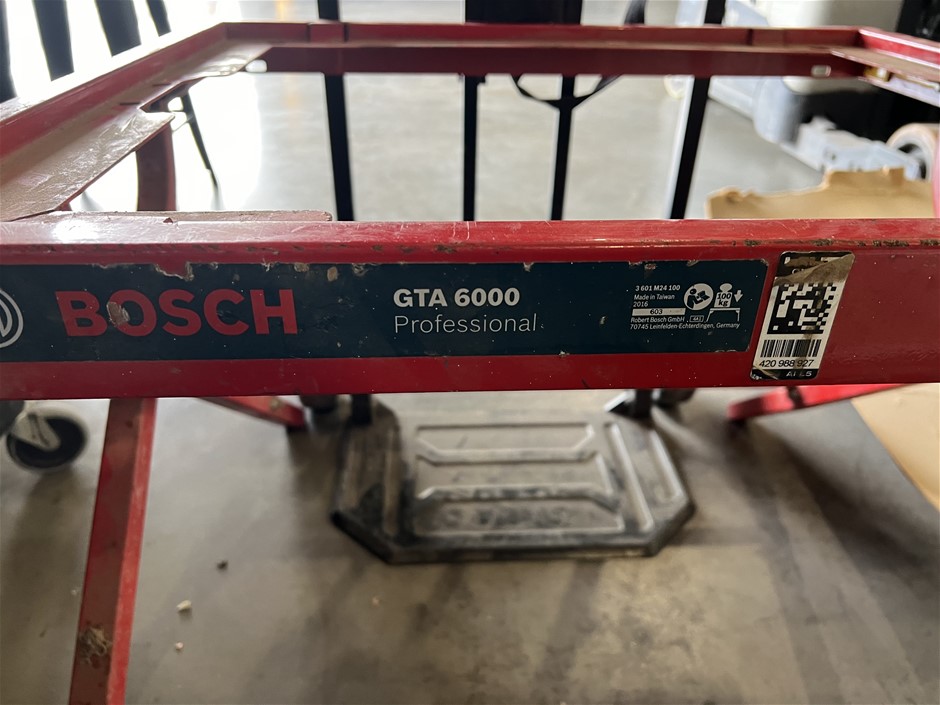 BOSCH
GTA 6000
Professional
3 601 M24 100
Made in Taiwan
2016
603
Robert Bosch GmbH
70745 Leinfelden-Echterdingen, Germany
100
kg
420 988 927